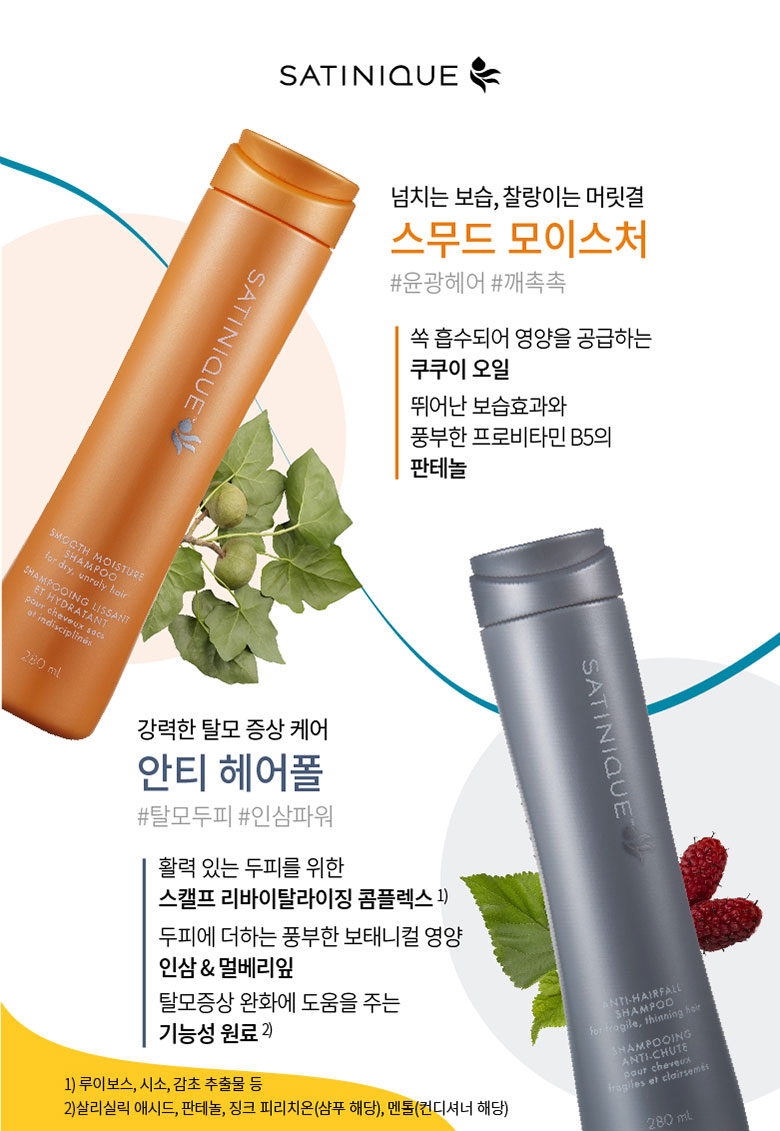 SATINIQUE
넘치는 보습, 찰랑이는 머릿결
스무드 모이스처
#윤광헤어 #깨촉촉
쏙 흡수되어 영양을 공급하는
쿠쿠이 오일
뛰어난 보습효과와
풍부한 프로비타민 B5의
판테놀
SATINIQUE™
SMOOTH MOISTURE
SHAMPOO
for dry, unruly hair
SHAMPOOING LISSANT
ET HYDRATANT
pour cheveux secs
et indisciplinés
280 ml
강력한 탈모 증상 케어
안티 헤어폴
#탈모두피 #인삼파워
활력 있는 두피를 위한
스캘프 리바이탈라이징 콤플렉스 1)
두피에 더하는 풍부한 보태니컬 영양
인삼 & 멀베리잎
탈모증상 완화에 도움을 주는
기능성 원료 2)
SATINIQUE™
ANTI-HAIRFALL
SHAMPOO
for fragile, thinning hair
SHAMPOOING
ANTI-CHUTE
pour cheveux
fragiles et clairsemés
280 ml
1) 루이보스, 시소, 감초 추출물 등
2)살리실릭 애시드, 판테놀, 징크 피리치온(샴푸 해당), 멘톨(컨디셔너 해당)